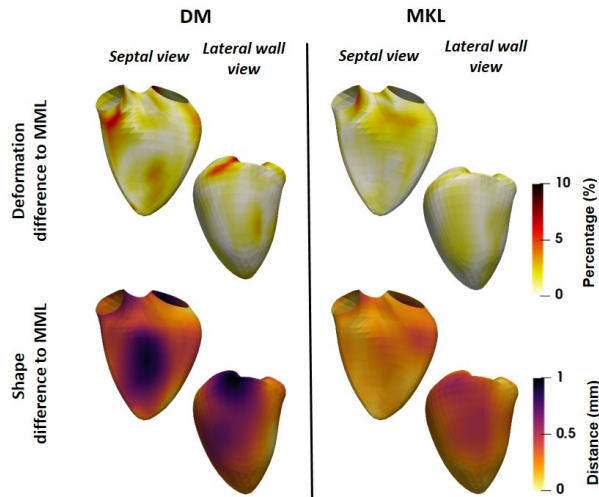 DM
MKL
Septal view
Lateral wall
view
Septal view
Lateral wall
view
Deformation
difference to MML
10
5
0
Percentage (%)
Shape
difference to MML
1
0.5
0
Distance (mm)